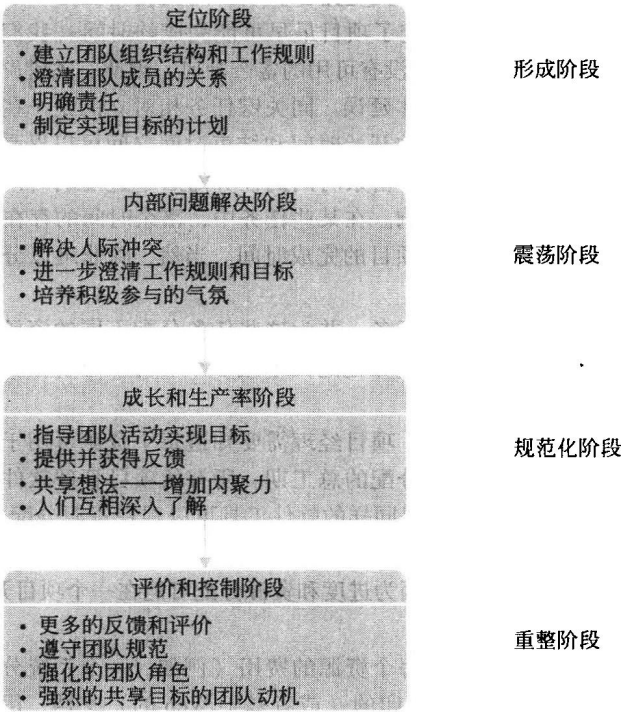 定位阶段
• 建立团队组织结构和工作规则
• 澄清团队成员的关系
• 明确责任
• 制定实现目标的计划
形成阶段
内部问题解决阶段
• 解决人际冲突
• 进一步澄清工作规则和目标
• 培养积级参与的气氛
震荡阶段
成长和生产率阶段
• 指导团队活动实现目标
• 提供并获得反馈
• 共享想法——增加内聚力
• 人们互相深入了解
规范化阶段
评价和控制阶段
• 更多的反馈和评价
• 遵守团队规范
• 强化的团队角色
• 强烈的共享目标的团队动机
重整阶段